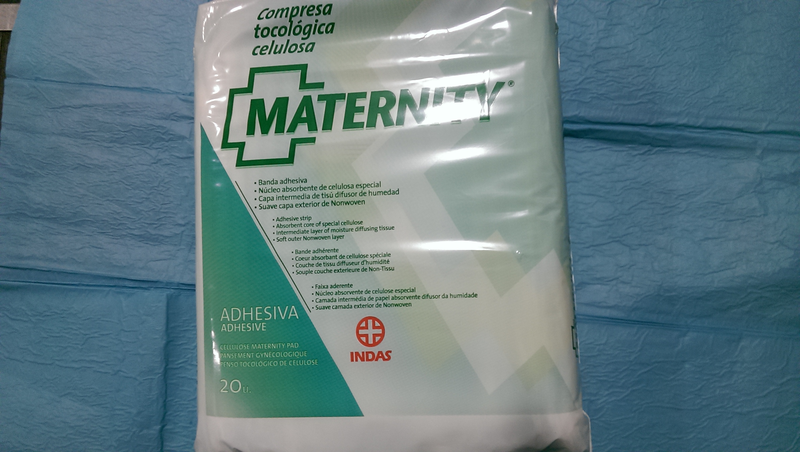 compresa
tocológica
celulosa
MATERNITY®
• Banda adhesiva
• Núcleo absorbente de celulosa especial
• Capa intermedia de tisú difusor de humedad
• Suave capa exterior de Nonwoven
• Adhesive strip
• Absorbent core of special cellulose
• Intermediate layer of moisture diffusing tissue
• Soft outer Nonwoven layer
• Bande adhérente
• Coeur absorbant de cellulose spéciale
• Couche de tissu diffuseur d'humidité
• Souple couche exterieure de Non-Tissu
• Faixa aderente
• Núcleo absorvente de celulose especial
• Camada intermédia de papel absorvente difusor da humidade
• Suave camada exterior de Nonwoven
ADHESIVA
ADHESIVE
CELLULOSE MATERNITY PAD
PANSEMENT GYNÉCOLOGIQUE
PENSO TOCOLÓGICO DE CELULOSE
20
INDAS